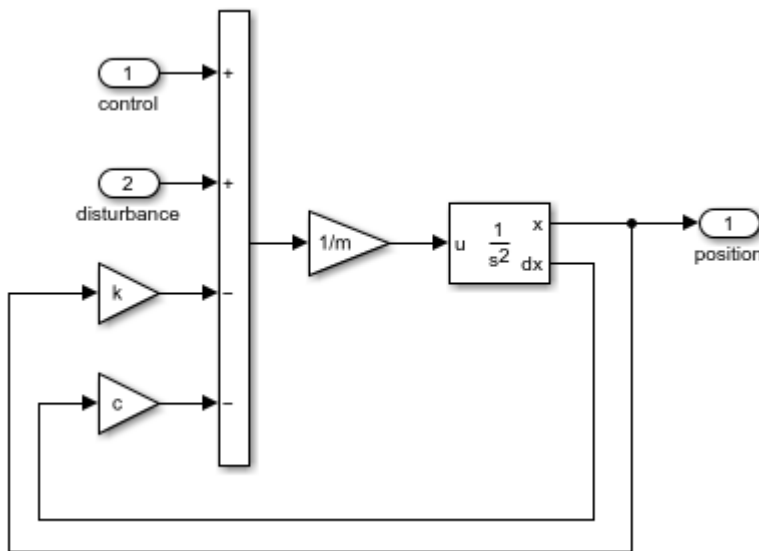 1
control
+
2
disturbance
+
1/m
u
1
s2
x
dx
1
position
k
−
c
−